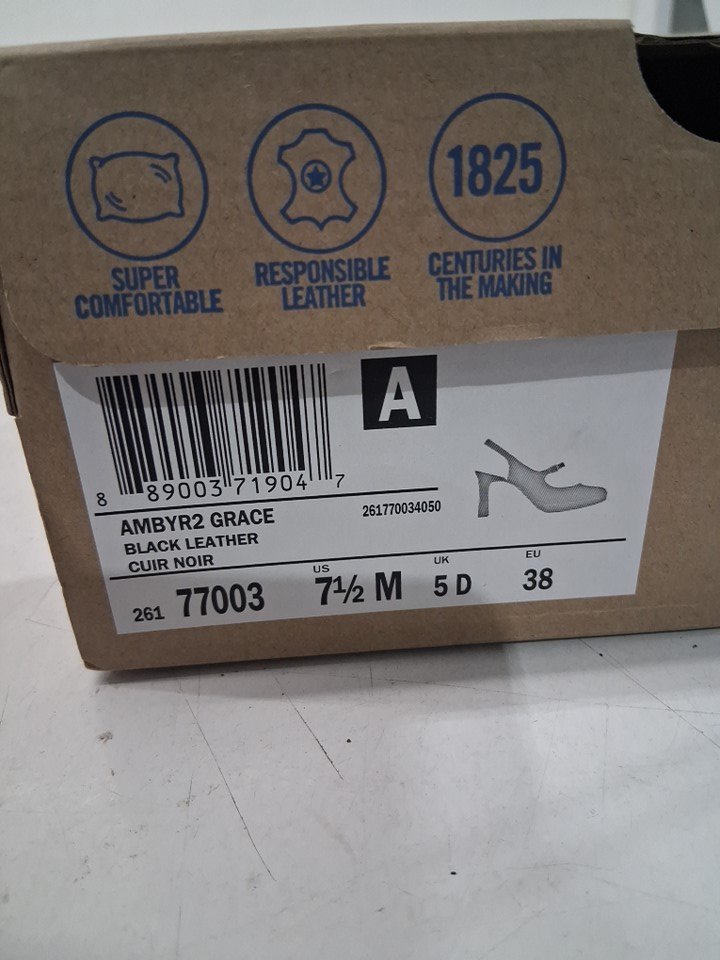 1825
SUPER
COMFORTABLE
RESPONSIBLE
LEATHER
CENTURIES IN
THE MAKING
A
8 89003 71904 7
AMBYR2 GRACE
261770034050
BLACK LEATHER
CUIR NOIR
US UK EU
261 77003 7½ M 5 D 38